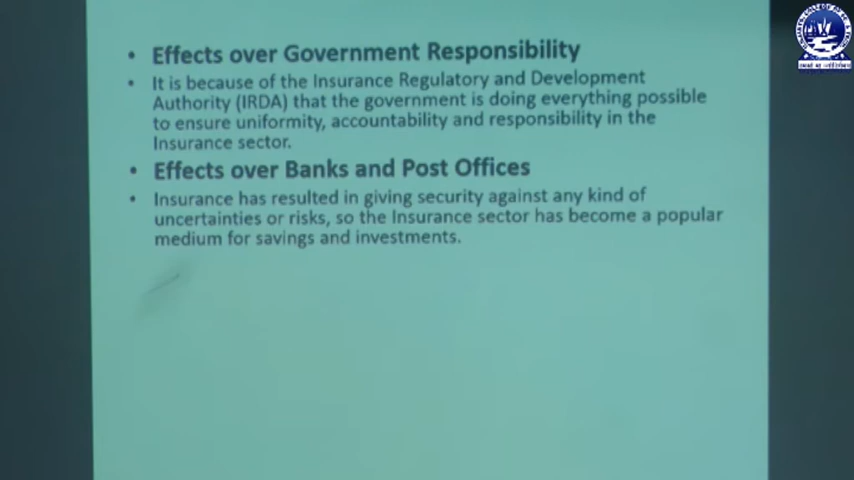 • Effects over Government Responsibility
• It is because of the Insurance Regulatory and Development
Authority (IRDA) that the government is doing everything possible
to ensure uniformity, accountability and responsibility in the
Insurance sector.
• Effects over Banks and Post Offices
• Insurance has resulted in giving security against any kind of
uncertainties or risks, so the Insurance sector has become a popular
medium for savings and investments.